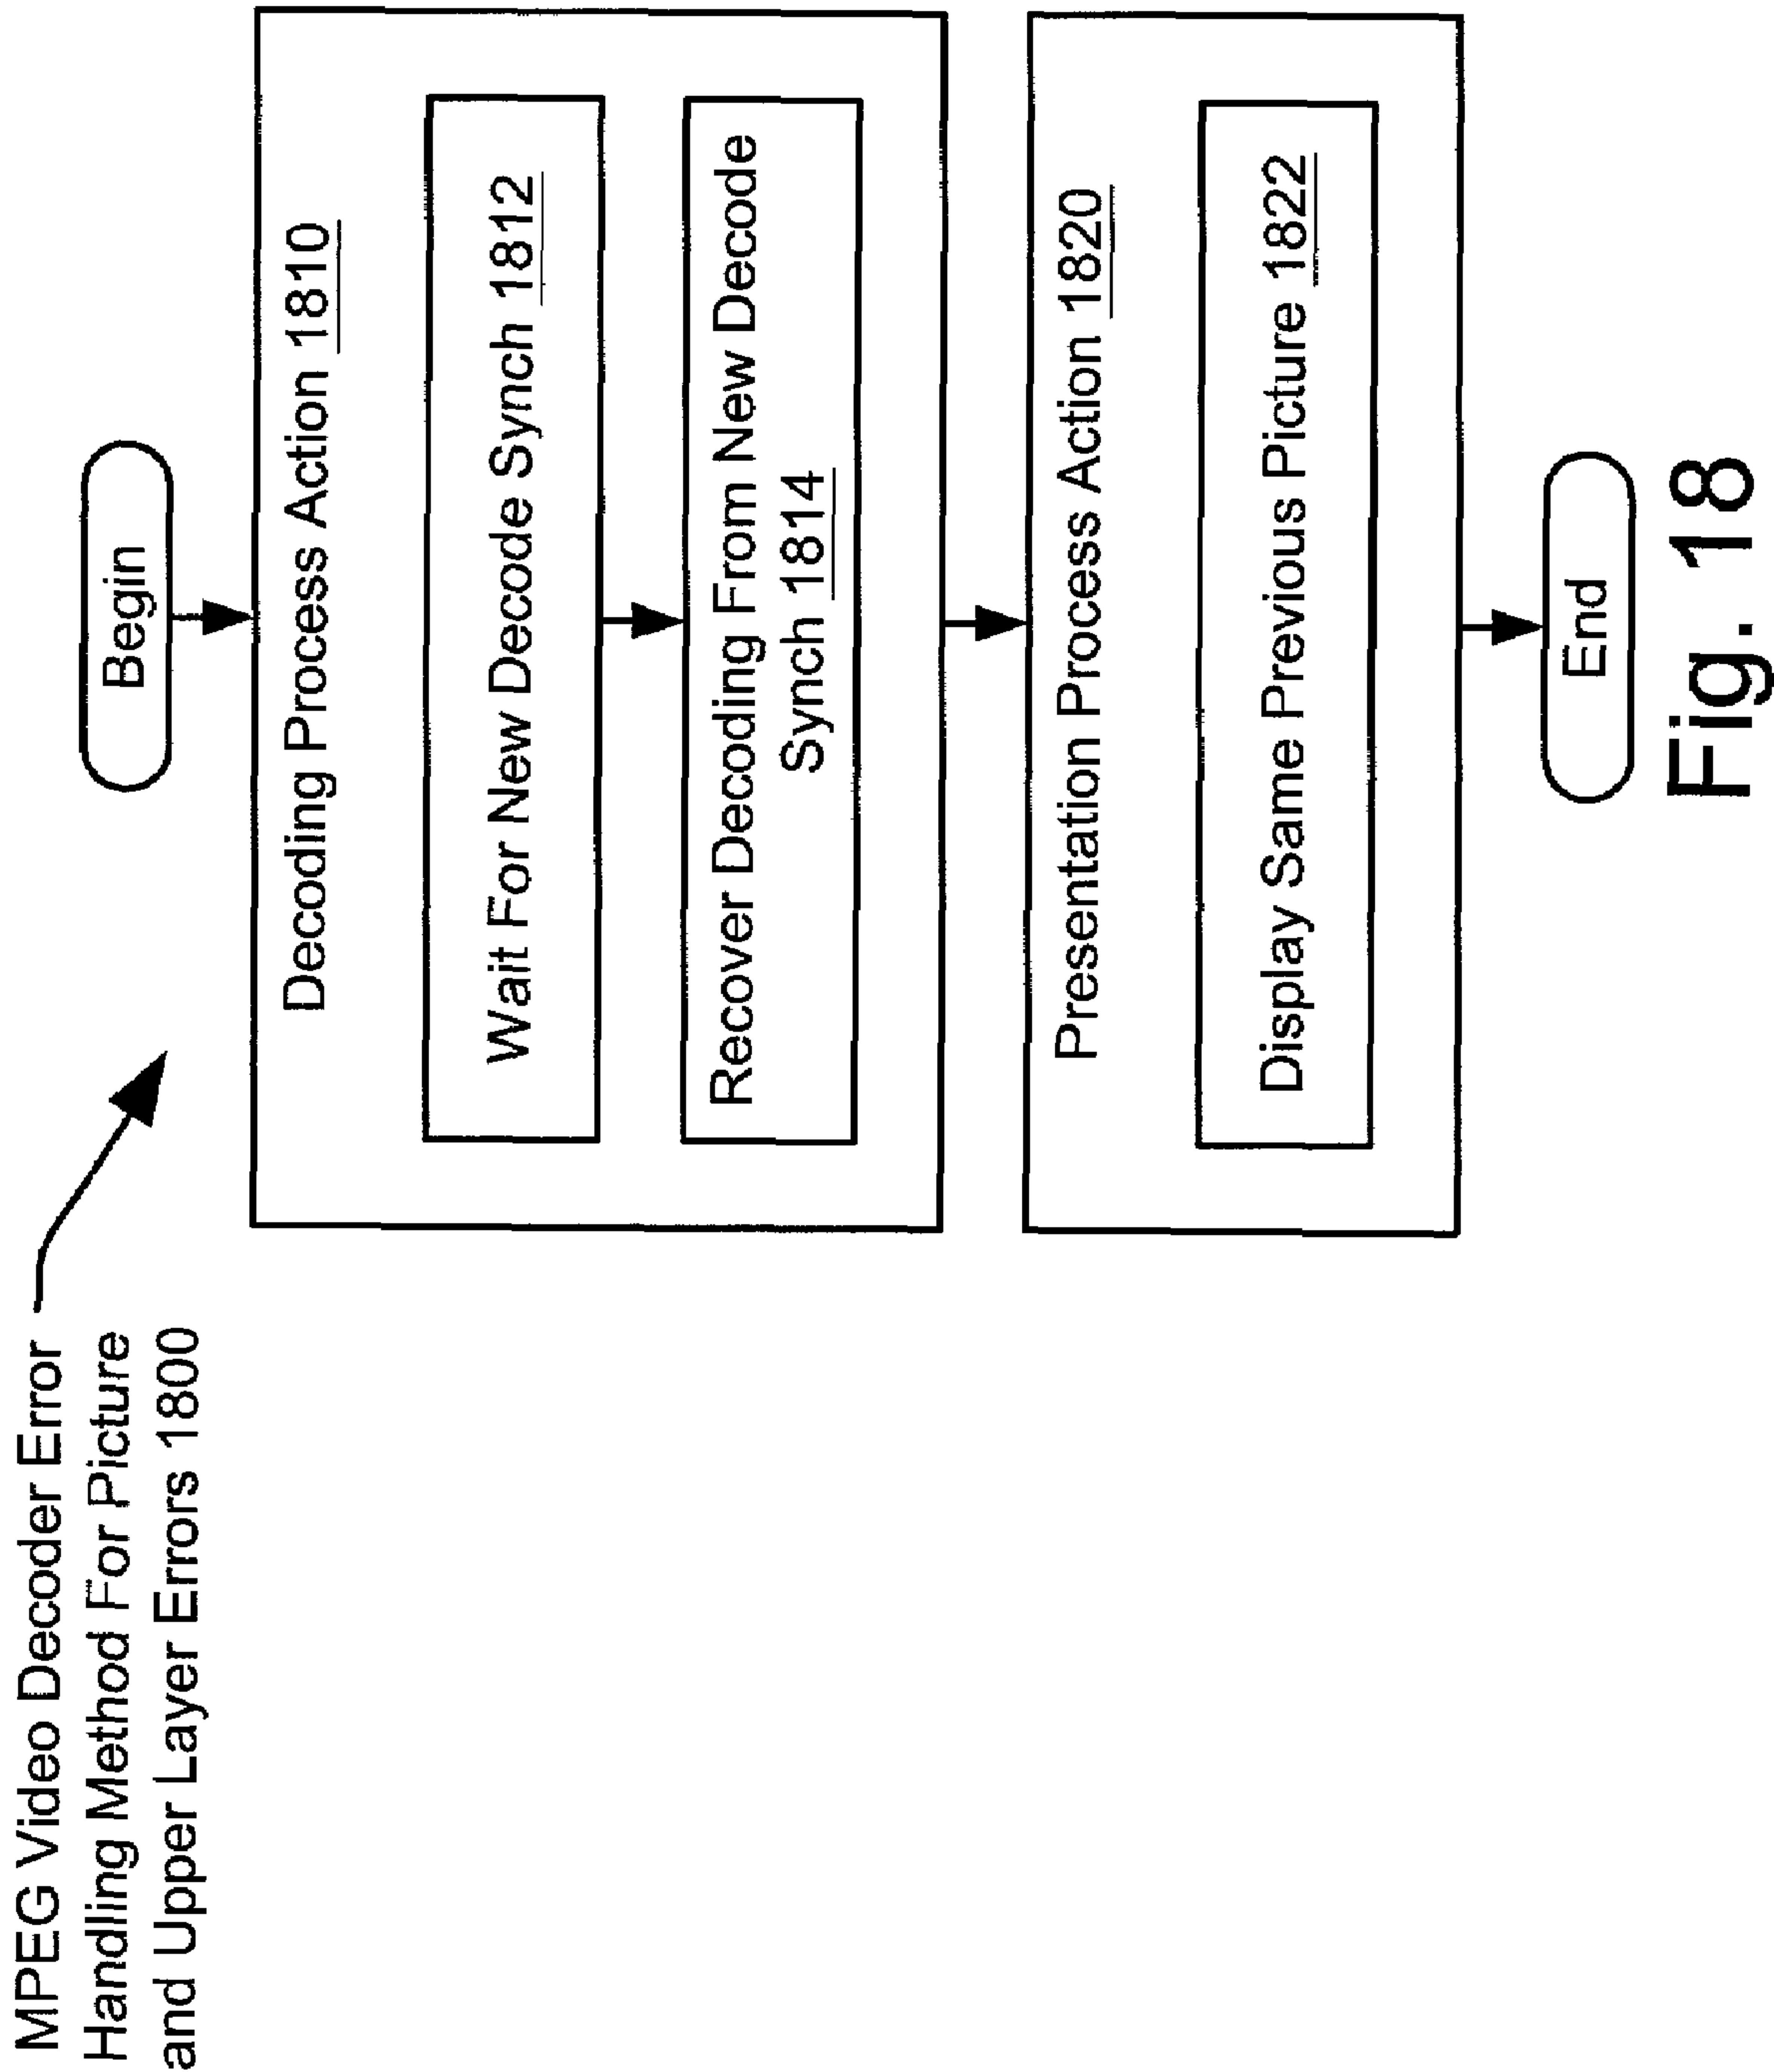 MPEG Video Decoder Error
Handling Method For Picture
and Upper Layer Errors 1800
Begin
Decoding Process Action 1810
Wait For New Decode Synch 1812
Recover Decoding From New Decode
Synch 1814
Presentation Process Action 1820
Display Same Previous Picture 1822
End
Fig. 18